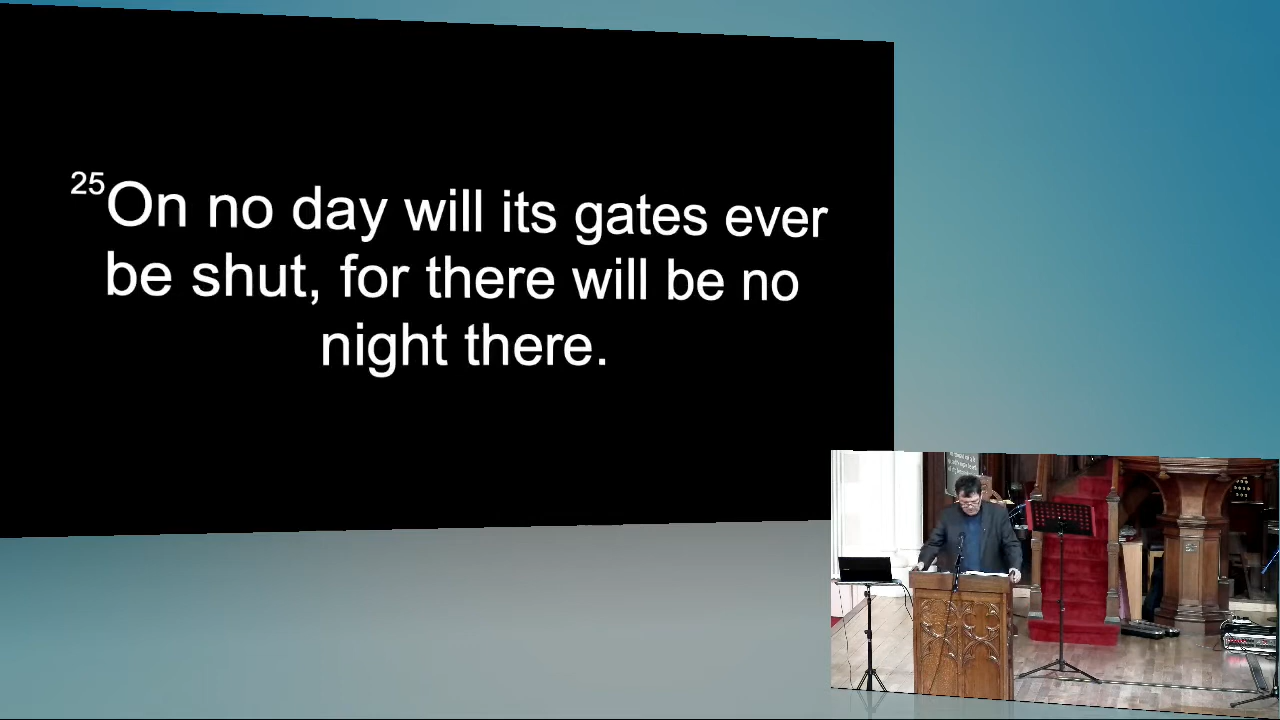 25On no day will its gates ever
be shut, for there will be no
night there.